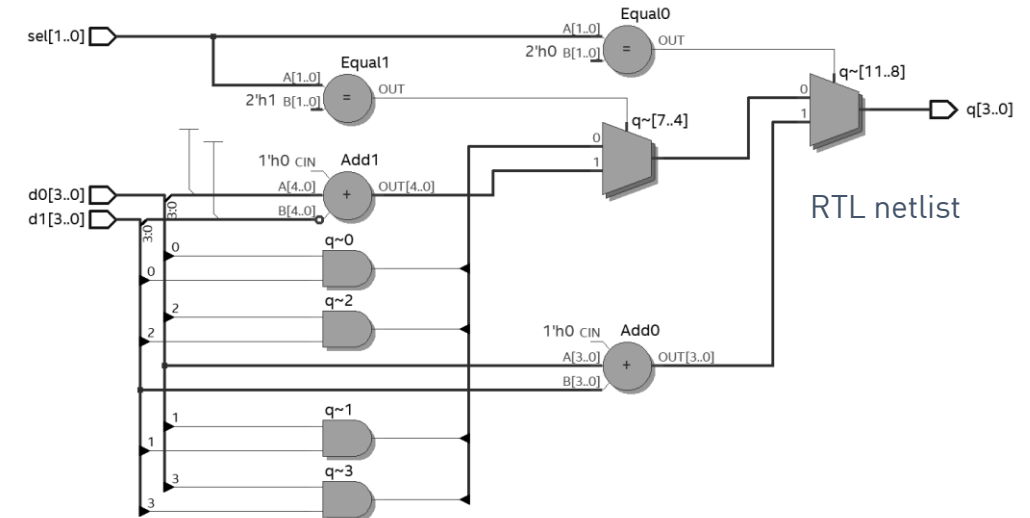 Equal0
sel[1..0]
A[1..0]
2'h0 B[1..0]
=
OUT
Equal1
A[1..0]
2'h1 B[1..0]
=
OUT
q~[11..8]
0
1
q[3..0]
q~[7..4]
0
1
1'h0 CIN
Add1
d0[3..0]
A[4..0]
+
OUT[4..0]
d1[3..0]
B[4..0]
3:0
3:0
RTL netlist
q~0
0
0
q~2
2
2
1'h0 CIN
Add0
A[3..0]
+
OUT[3..0]
B[3..0]
q~1
1
1
q~3
3
3